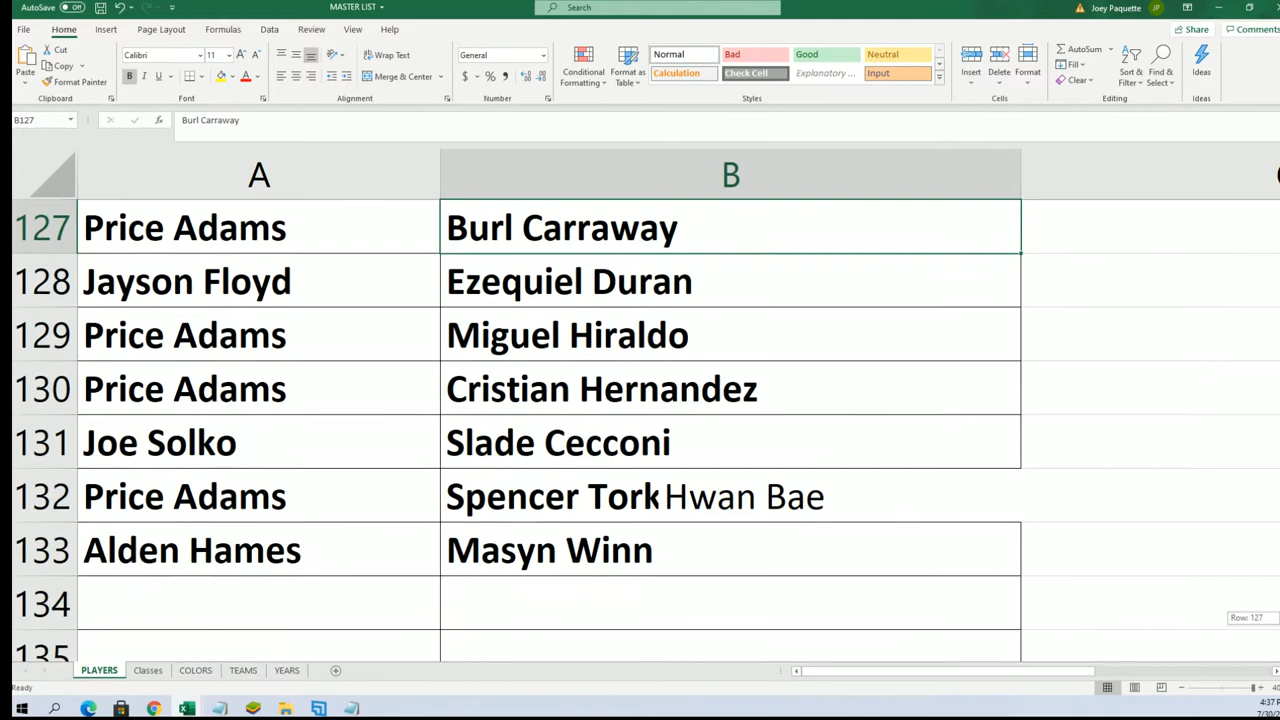 AutoSave Off MASTER LIST Search Joey Paquette JP
File Home Insert Page Layout Formulas Data Review View Help Share Comments
Cut Calibri 11 Wrap Text General Normal Bad Good Neutral AutoSum
Copy Fill
Paste Format Painter B I U Merge & Center $ % Conditional Formatting Format as Table Calculation Check Cell Explanatory ... Input Insert Delete Format Clear Sort & Filter Find & Select Ideas
Clipboard Font Alignment Number Styles Cells Editing Ideas
B127 fx Burl Carraway
A B
127 Price Adams Burl Carraway
128 Jayson Floyd Ezequiel Duran
129 Price Adams Miguel Hiraldo
130 Price Adams Cristian Hernandez
131 Joe Solko Slade Cecconi
132 Price Adams Spencer Tork Hwan Bae
133 Alden Hames Masyn Winn
134
Row: 127
135
PLAYERS Classes COLORS TEAMS YEARS
Ready 40
4:37 P